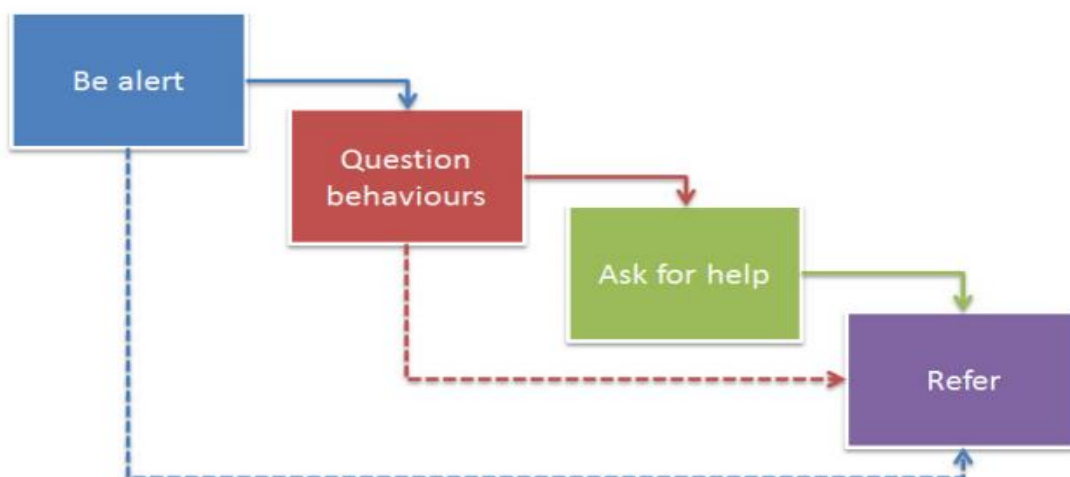 Be alert
Question
behaviours
Ask for help
Refer